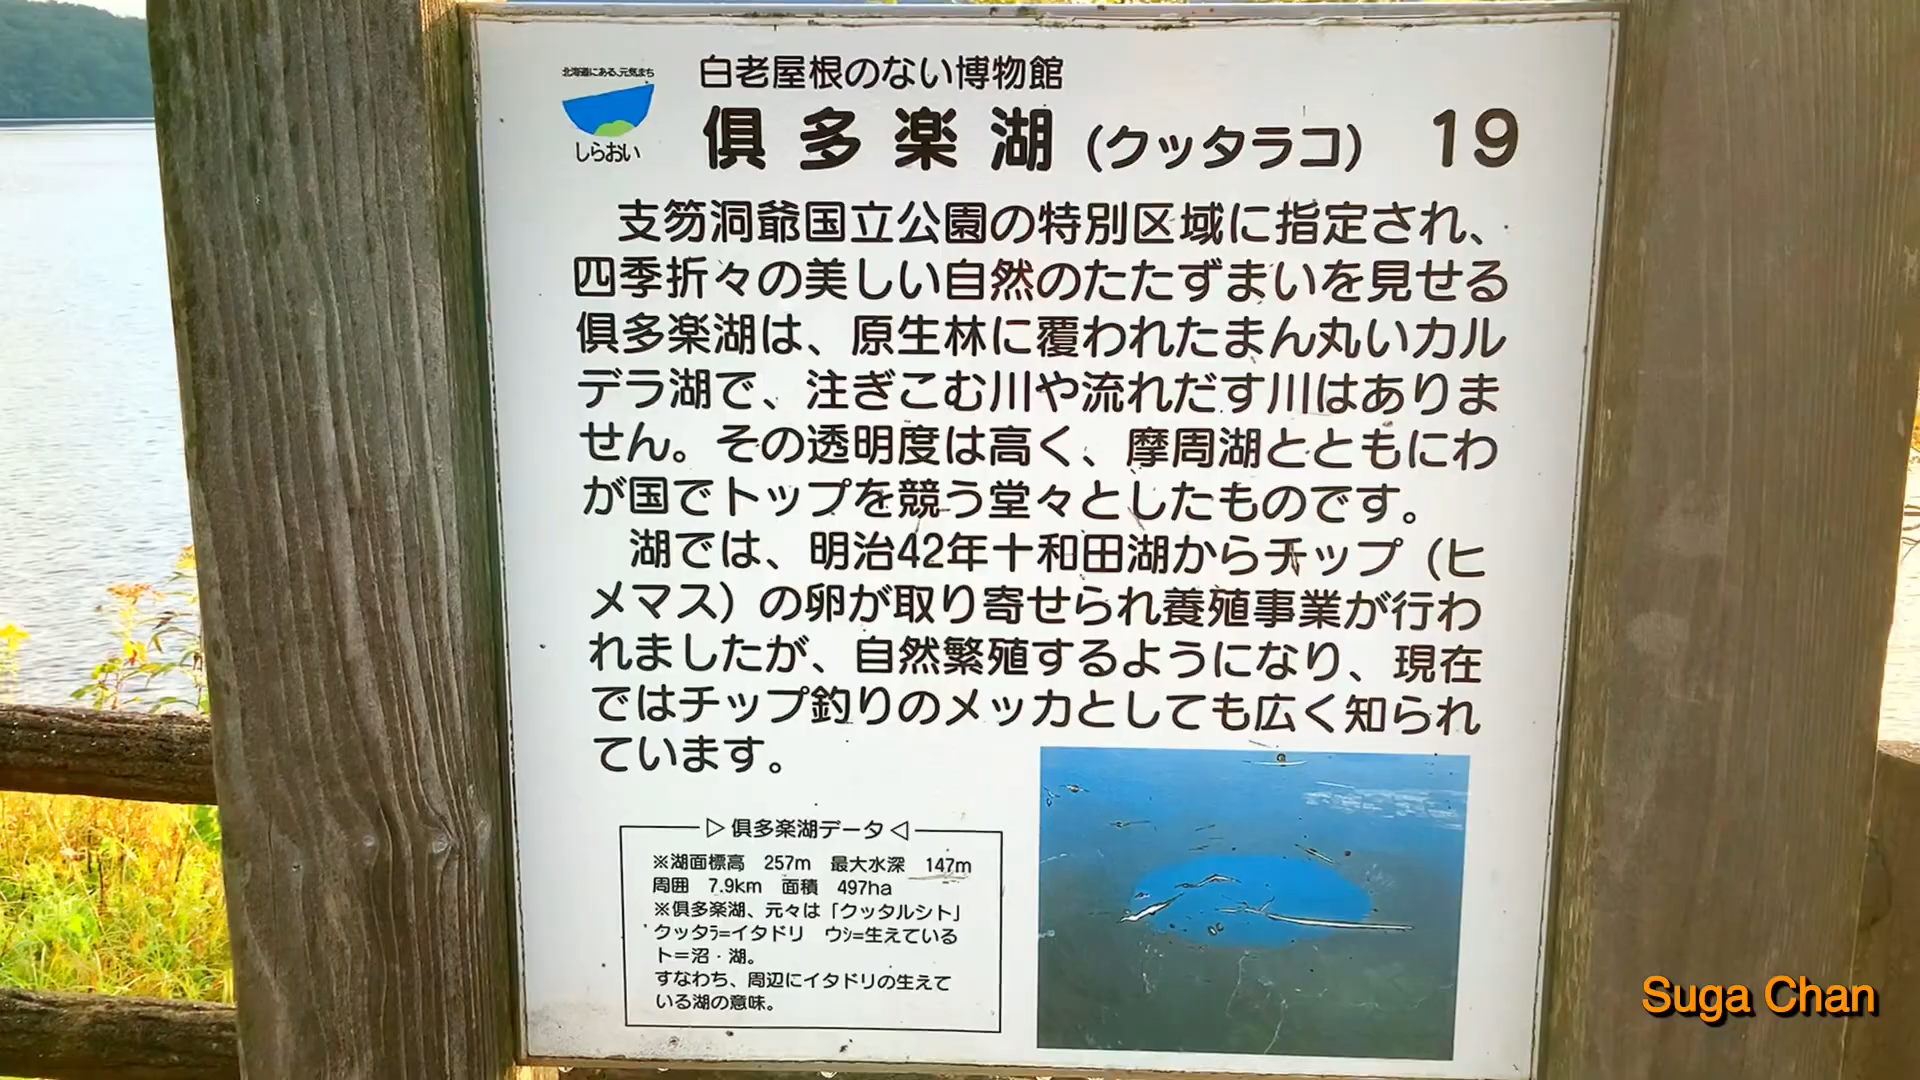 北海道にある、元気まち
しらおい
白老屋根のない博物館
倶多楽湖(クッタラコ) 19
支笏洞爺国立公園の特別区域に指定され、
四季折々の美しい自然のたたずまいを見せる
倶多楽湖は、原生林に覆われたまん丸いカル
デラ湖で、注ぎこむ川や流れだす川はありま
せん。その透明度は高く、摩周湖とともにわ
が国でトップを競う堂々としたものです。
湖では、明治42年十和田湖からチップ(ヒ
メマス)の卵が取り寄せられ養殖事業が行わ
れましたが、自然繁殖するようになり、現在
ではチップ釣りのメッカとしても広く知られ
ています。
▷倶多楽湖データ◁
※湖面標高 257m 最大水深 147m
周囲 7.9km 面積 497ha
※倶多楽湖、元々は「クッタルシト」
クッタラ=イタドリ ウシ=生えている
ト=沼・湖。
すなわち、周辺にイタドリの生えて
いる湖の意味。
Suga Chan